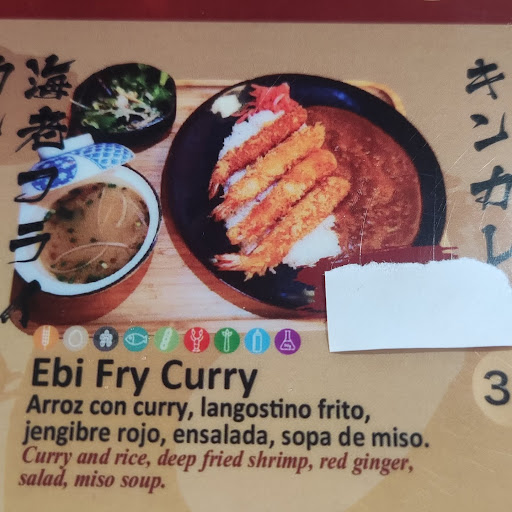 海老フライ
キンカレ
Ebi Fry Curry
Arroz con curry, langostino frito,
jengibre rojo, ensalada, sopa de miso.
Curry and rice, deep fried shrimp, red ginger,
salad, miso soup.
3